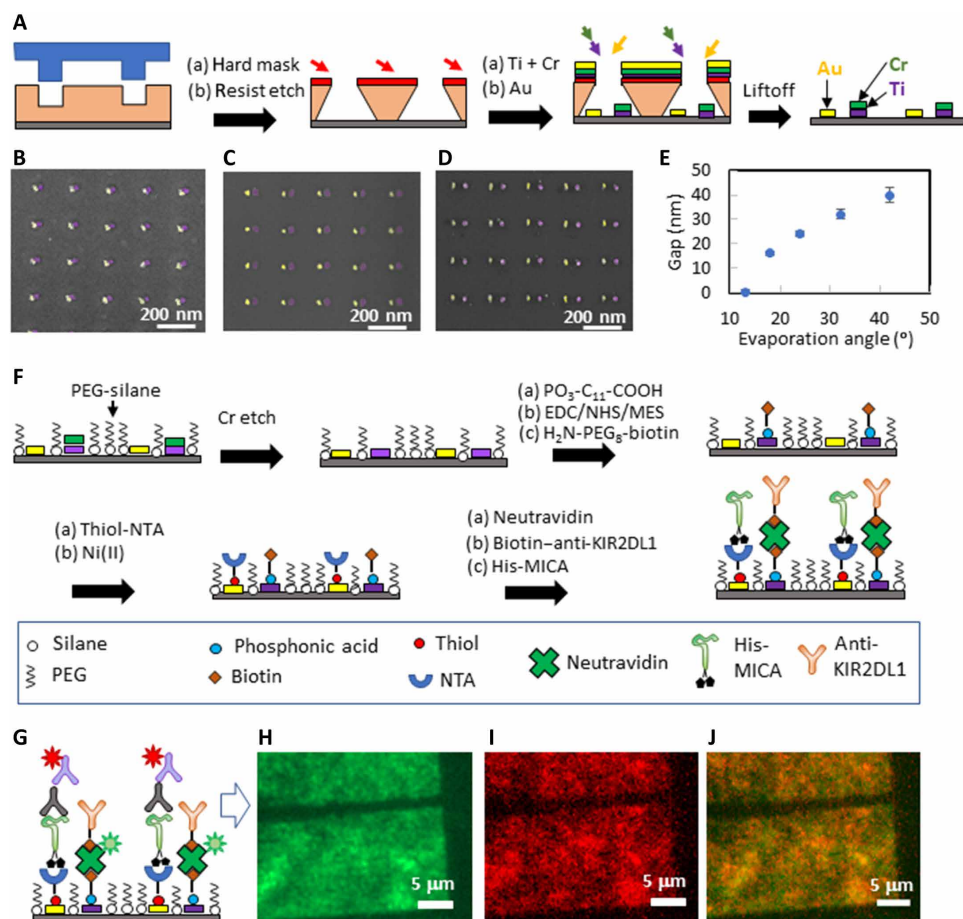 A
(a) Hard mask
(b) Resist etch
(a) Ti + Cr
(b) Au
Liftoff
Au
Cr
Ti
B
200 nm
C
200 nm
D
200 nm
E
Gap (nm)
50
40
30
20
10
0
10 20 30 40 50
Evaporation angle (°)
F
PEG-silane
Cr etch
(a) PO₃-C₁₁-COOH
(b) EDC/NHS/MES
(c) H₂N-PEG₈-biotin
(a) Thiol-NTA
(b) Ni(II)
(a) Neutravidin
(b) Biotin–anti-KIR2DL1
(c) His-MICA
Silane
PEG
Phosphonic acid
Biotin
Thiol
NTA
Neutravidin
His-
MICA
Anti-
KIR2DL1
G
H
5 μm
I
5 μm
J
5 μm